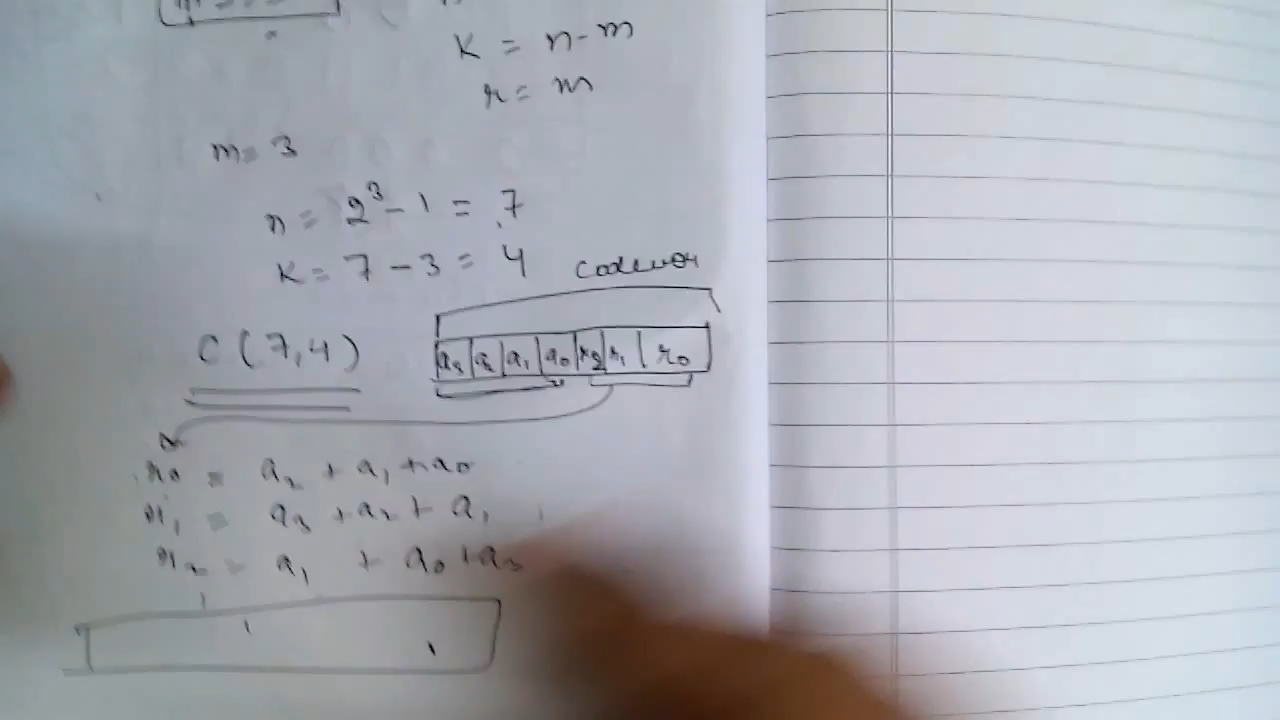 K = n - m
r = m
m = 3
n = 2³ - 1 = 7
K = 7 - 3 = 4
codewor
C (7,4)
a₃ a₂ a₁ a₀ r₂ r₁ r₀
r₀ = a₂ + a₁ + a₀
r₁ = a₃ + a₂ + a₁
r₂ = a₁ + a₀ + a₃